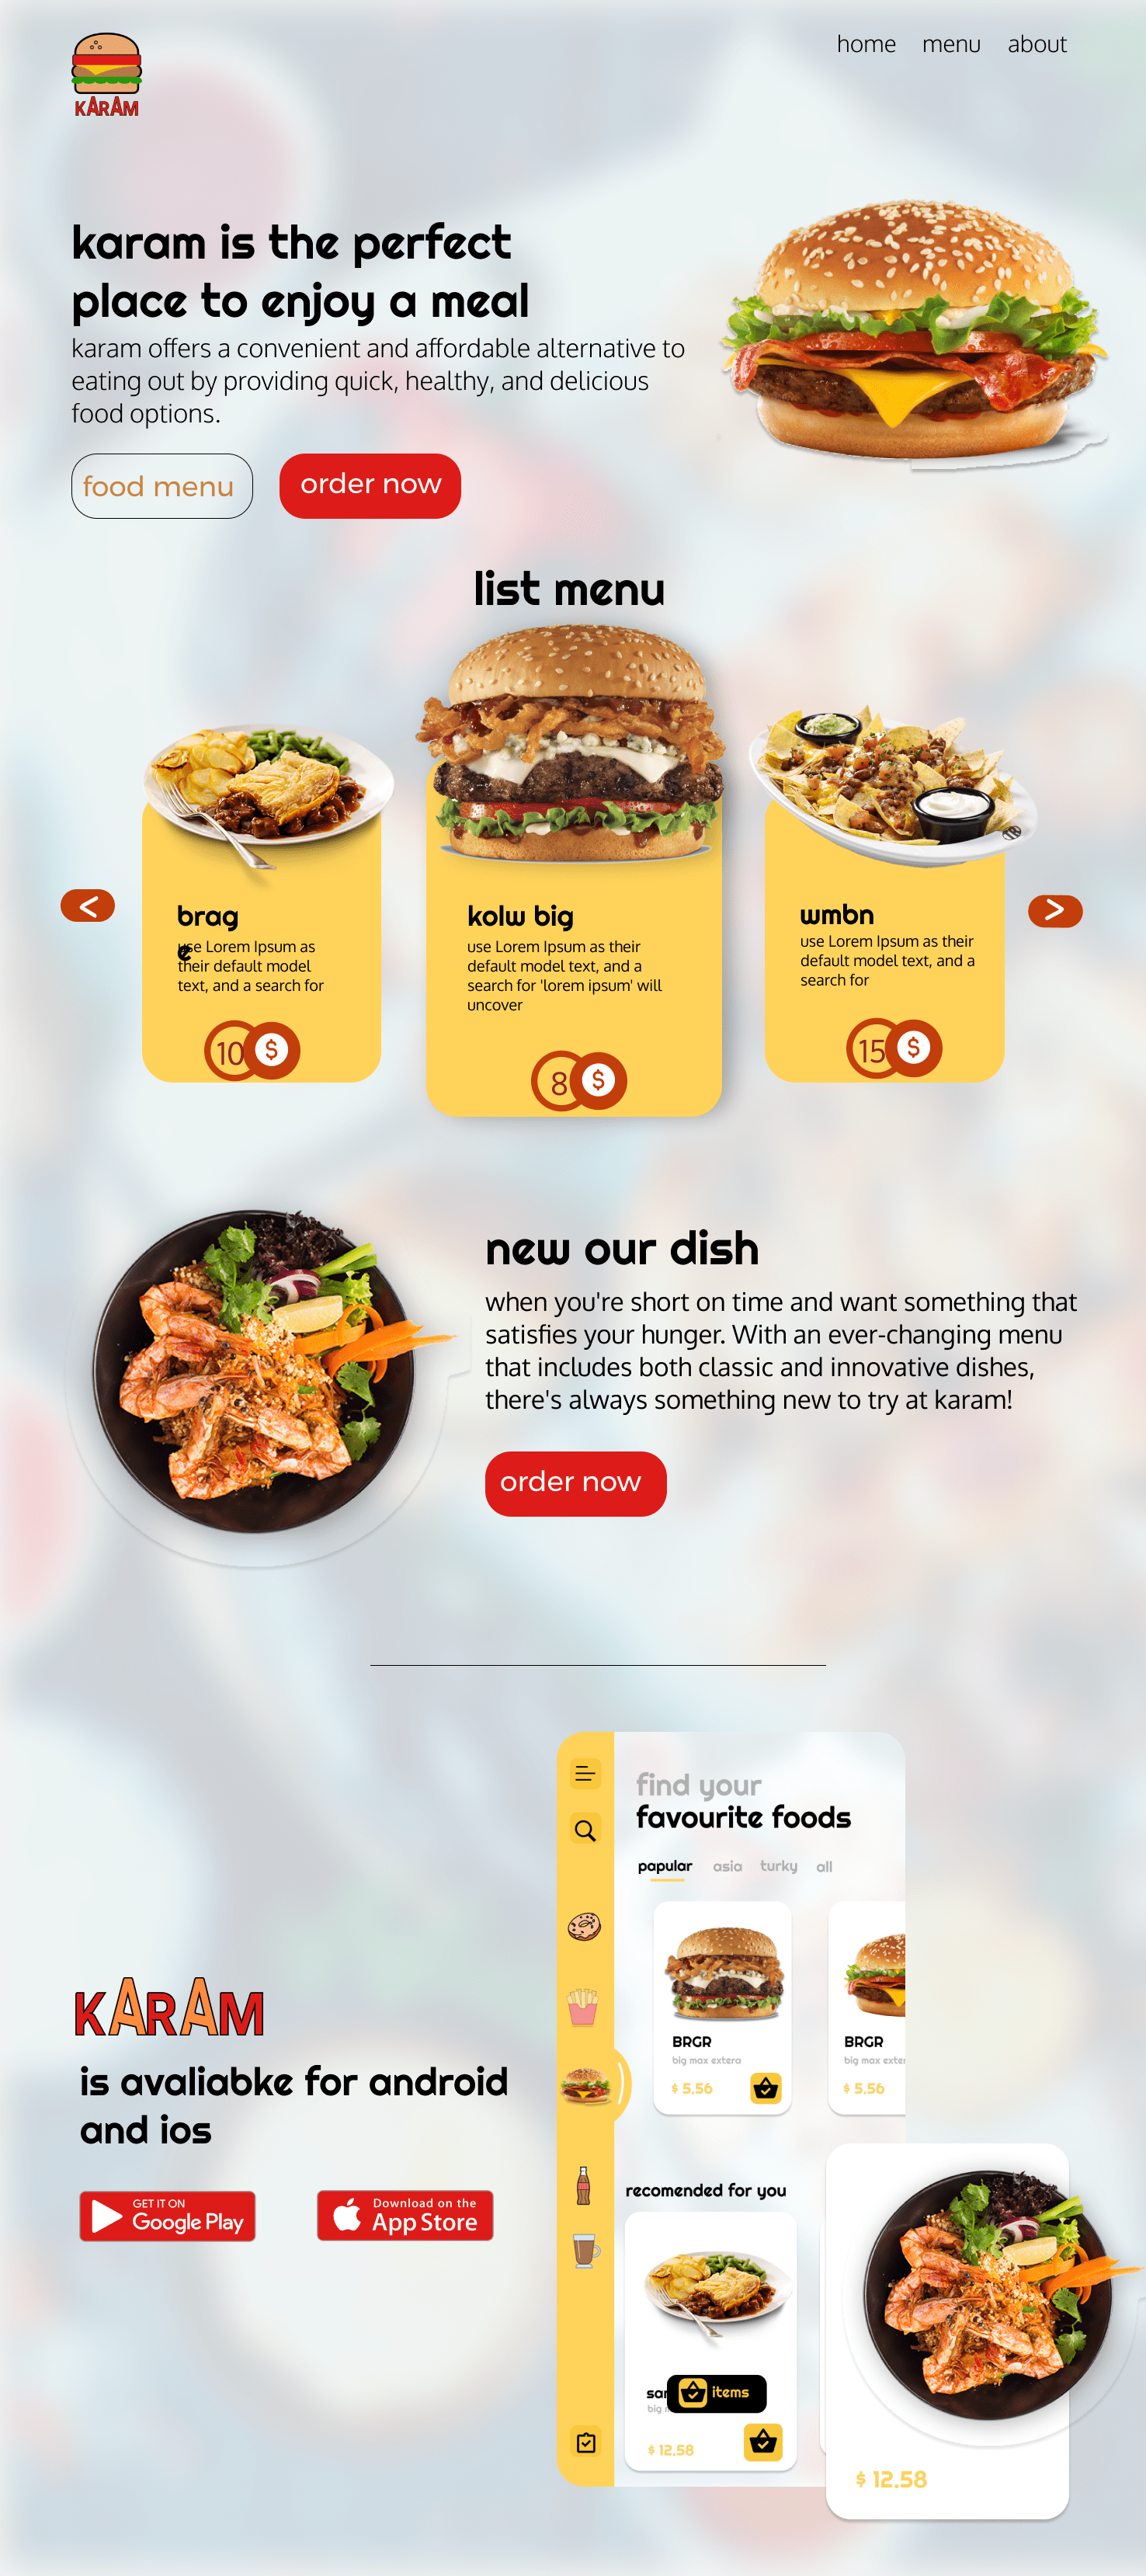 KARAM
home menu about
karam is the perfect
place to enjoy a meal
karam offers a convenient and affordable alternative to
eating out by providing quick, healthy, and delicious
food options.
food menu
order now
list menu
brag
e
use Lorem Ipsum as
their default model
text, and a search for
10 $
kolw big
use Lorem Ipsum as their
default model text, and a
search for 'lorem ipsum' will
uncover
8 $
wmbn
use Lorem Ipsum as their
default model text, and a
search for
15 $
<
>
new our dish
when you're short on time and want something that
satisfies your hunger. With an ever-changing menu
that includes both classic and innovative dishes,
there's always something new to try at karam!
order now
KARAM
is avaliabke for android
and ios
GET IT ON
Google Play
Download on the
App Store
find your
favourite foods
papular asia turky all
BRGR
big max extera
$ 5.56
BRGR
big max exter
$ 5.56
recomended for you
items
$ 12.58
$ 12.58